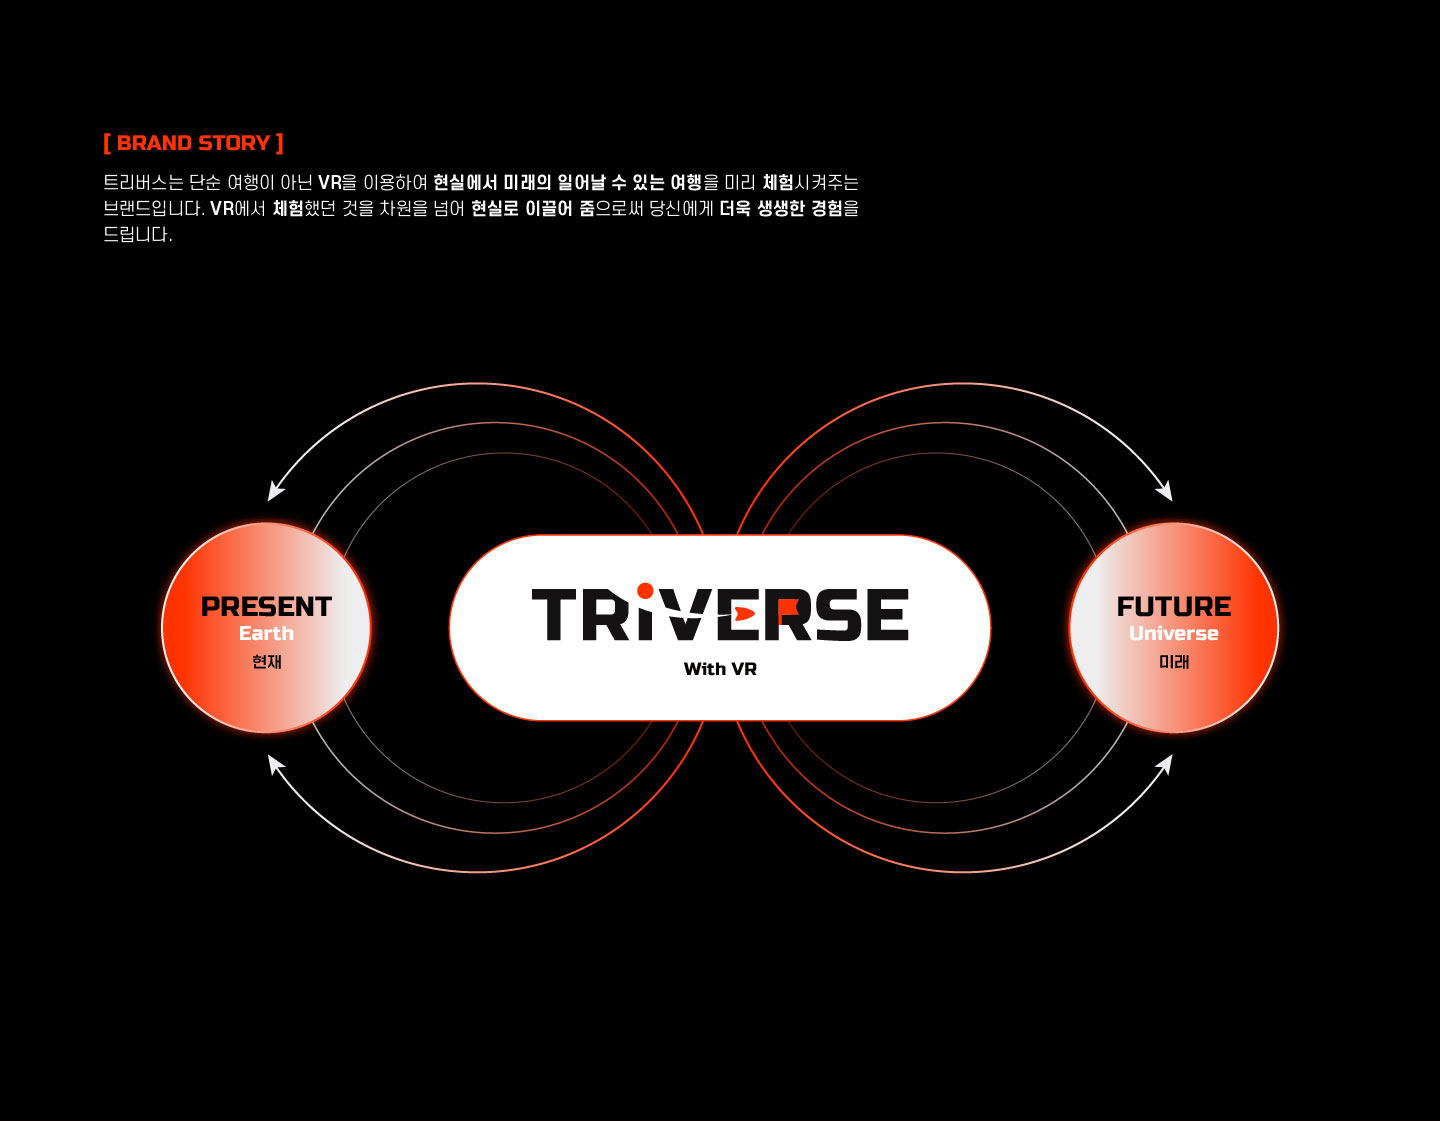 [ BRAND STORY ]
트리버스는 단순 여행이 아닌 VR을 이용하여 현실에서 미래의 일어날 수 있는 여행을 미리 체험시켜주는
브랜드입니다. VR에서 체험했던 것을 차원을 넘어 현실로 이끌어 줌으로써 당신에게 더욱 생생한 경험을
드립니다.
PRESENT
Earth
현재
TRiVERSE
With VR
FUTURE
Universe
미래